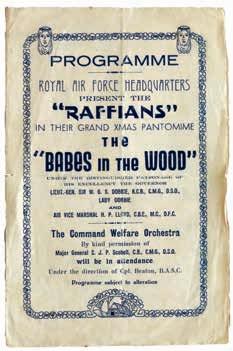 PROGRAMME
ROYAL AIR FORCE HEADQUARTERS
PRESENT THE
"RAFFIANS"
IN THEIR GRAND XMAS PANTOMIME
THE
"BABES IN THE WOOD"
UNDER THE DISTINGUISHED PATRONAGE OF
HIS EXCELLENCY THE GOVERNOR
LIEUT-GEN. SIR W. G. S. DOBBIE, K.C.B., C.M.G., D.S.O.
LADY DOBBIE
AND
AIR VICE MARSHAL H. P. LLOYD, C.B.E., M.C., D.F.C.
The Command Welfare Orchestra
By kind permission of
Major General C. J. P. Scobell, C.B., C.M.G., D.S.O.
will be in attendance
Under the direction of Cpl. Beaton, R.A.S.C.
Programme subject to alteration